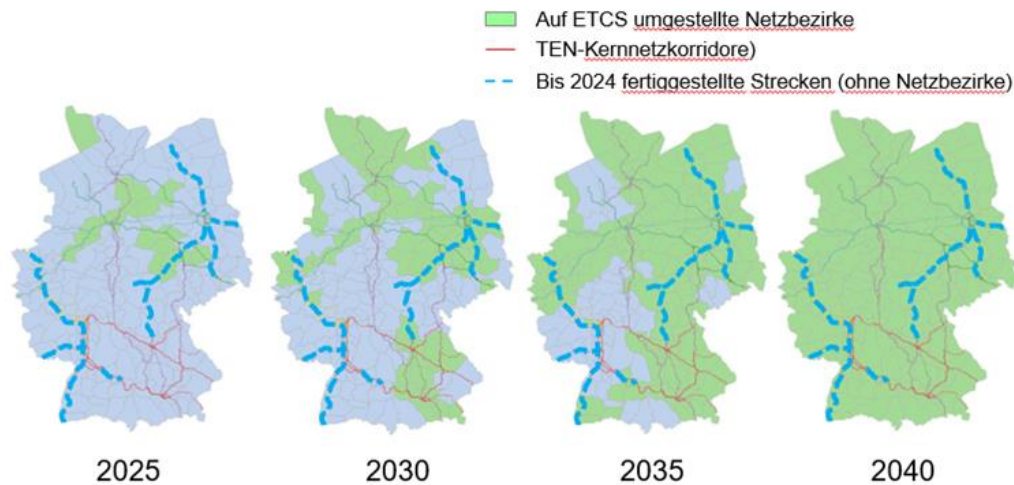 Auf ETCS umgestellte Netzbezirke
TEN-Kernnetzkorridore)
Bis 2024 fertiggestellte Strecken (ohne Netzbezirke)
2025 2030 2035 2040